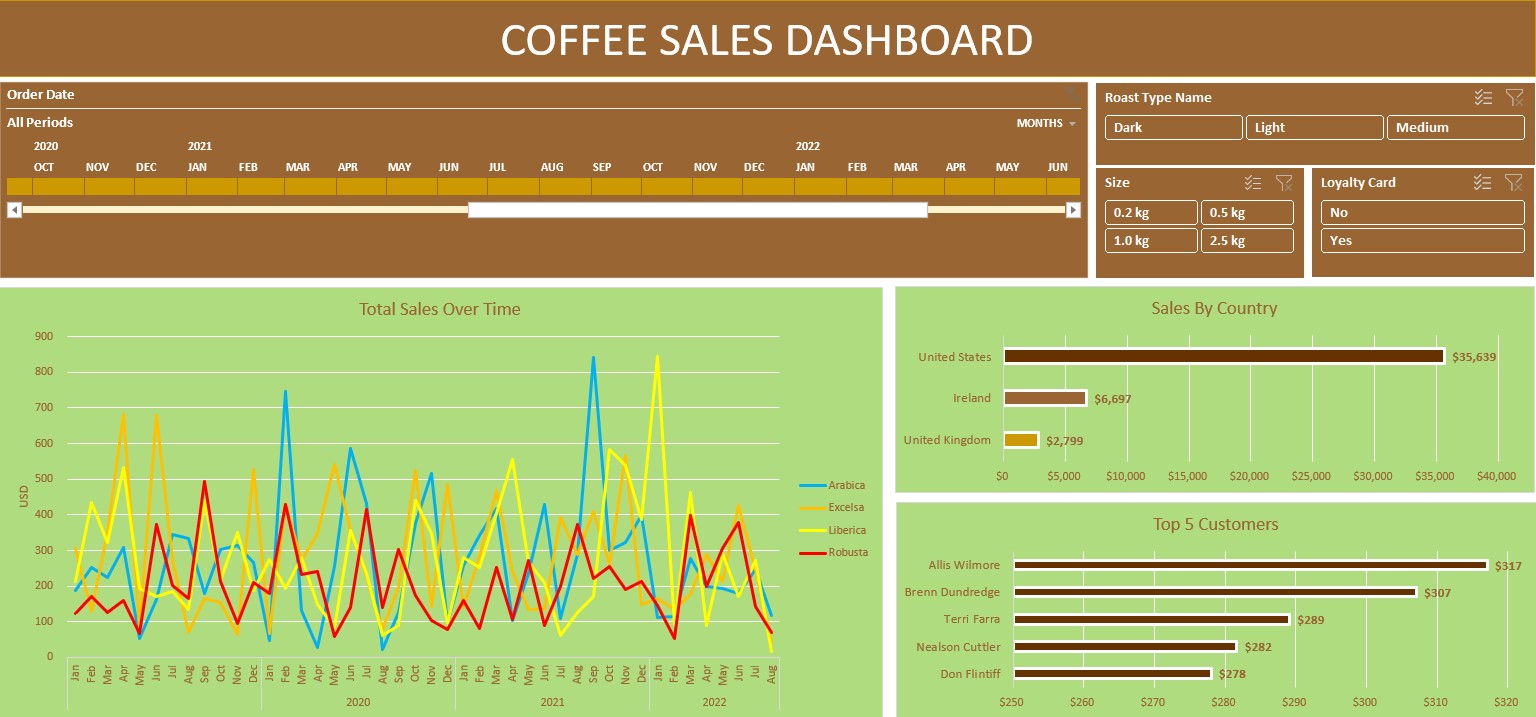 COFFEE SALES DASHBOARD
Order Date
All Periods
MONTHS
2020 2021 2022
OCT NOV DEC JAN FEB MAR APR MAY JUN JUL AUG SEP OCT NOV DEC JAN FEB MAR APR MAY JUN
Roast Type Name
Dark Light Medium
Size
0.2 kg 0.5 kg
1.0 kg 2.5 kg
Loyalty Card
No
Yes
Total Sales Over Time
900
800
700
600
500
400
300
200
100
0
USD
Jan Feb Mar Apr May Jun Jul Aug Sep Oct Nov Dec Jan Feb Mar Apr May Jun Jul Aug Sep Oct Nov Dec Jan Feb Mar Apr May Jun Jul Aug Sep Oct Nov Dec Jan Feb Mar Apr May Jun Jul Aug
2020 2021 2022
Arabica
Excelsa
Liberica
Robusta
Sales By Country
United States $35,639
Ireland $6,697
United Kingdom $2,799
$0 $5,000 $10,000 $15,000 $20,000 $25,000 $30,000 $35,000 $40,000
Top 5 Customers
Allis Wilmore $317
Brenn Dundredge $307
Terri Farra $289
Nealson Cuttler $282
Don Flintiff $278
$250 $260 $270 $280 $290 $300 $310 $320